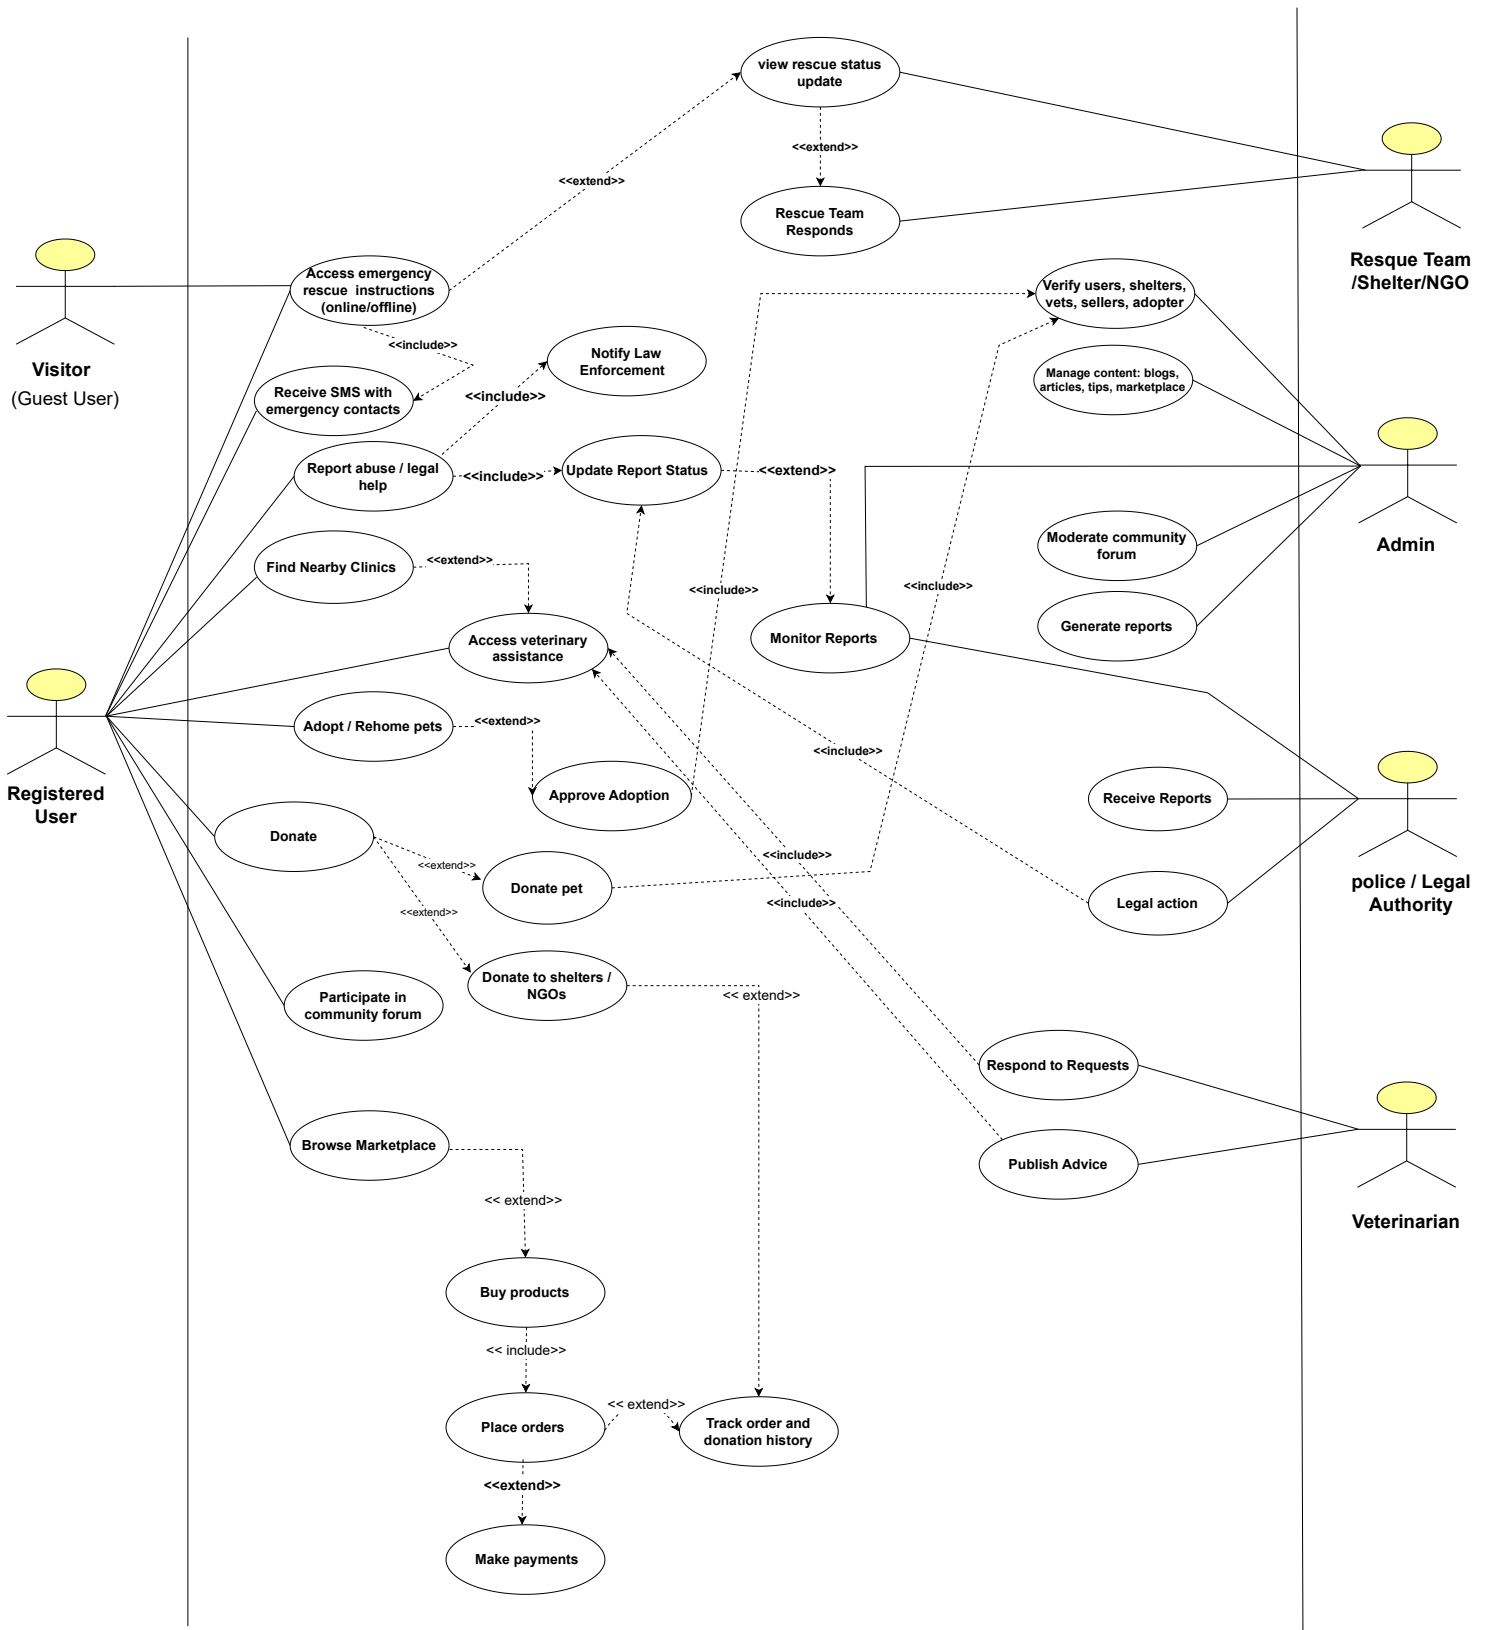 view rescue status
update
<<extend>>
<<extend>>
Rescue Team
Responds
Resque Team
/Shelter/NGO
Access emergency
rescue  instructions
(online/offline)
Verify users, shelters,
vets, sellers, adopter
<<include>>
Visitor
(Guest User)
Notify Law
Enforcement
Manage content: blogs,
articles, tips, marketplace
Receive SMS with
emergency contacts
<<include>>
Report abuse / legal
help
<<include>>
Update Report Status
<<extend>>
Admin
Moderate community
forum
Find Nearby Clinics
<<extend>>
<<include>>
<<include>>
Generate reports
Access veterinary
assistance
Monitor Reports
Adopt / Rehome pets
<<extend>>
<<include>>
Registered
User
Approve Adoption
Receive Reports
Donate
<<extend>>
<<include>>
Donate pet
police / Legal
Authority
<<extend>>
<<include>>
Legal action
Donate to shelters /
NGOs
<< extend>>
Participate in
community forum
Respond to Requests
Browse Marketplace
Publish Advice
<< extend>>
Veterinarian
Buy products
<< include>>
<< extend>>
Place orders
Track order and
donation history
<<extend>>
Make payments